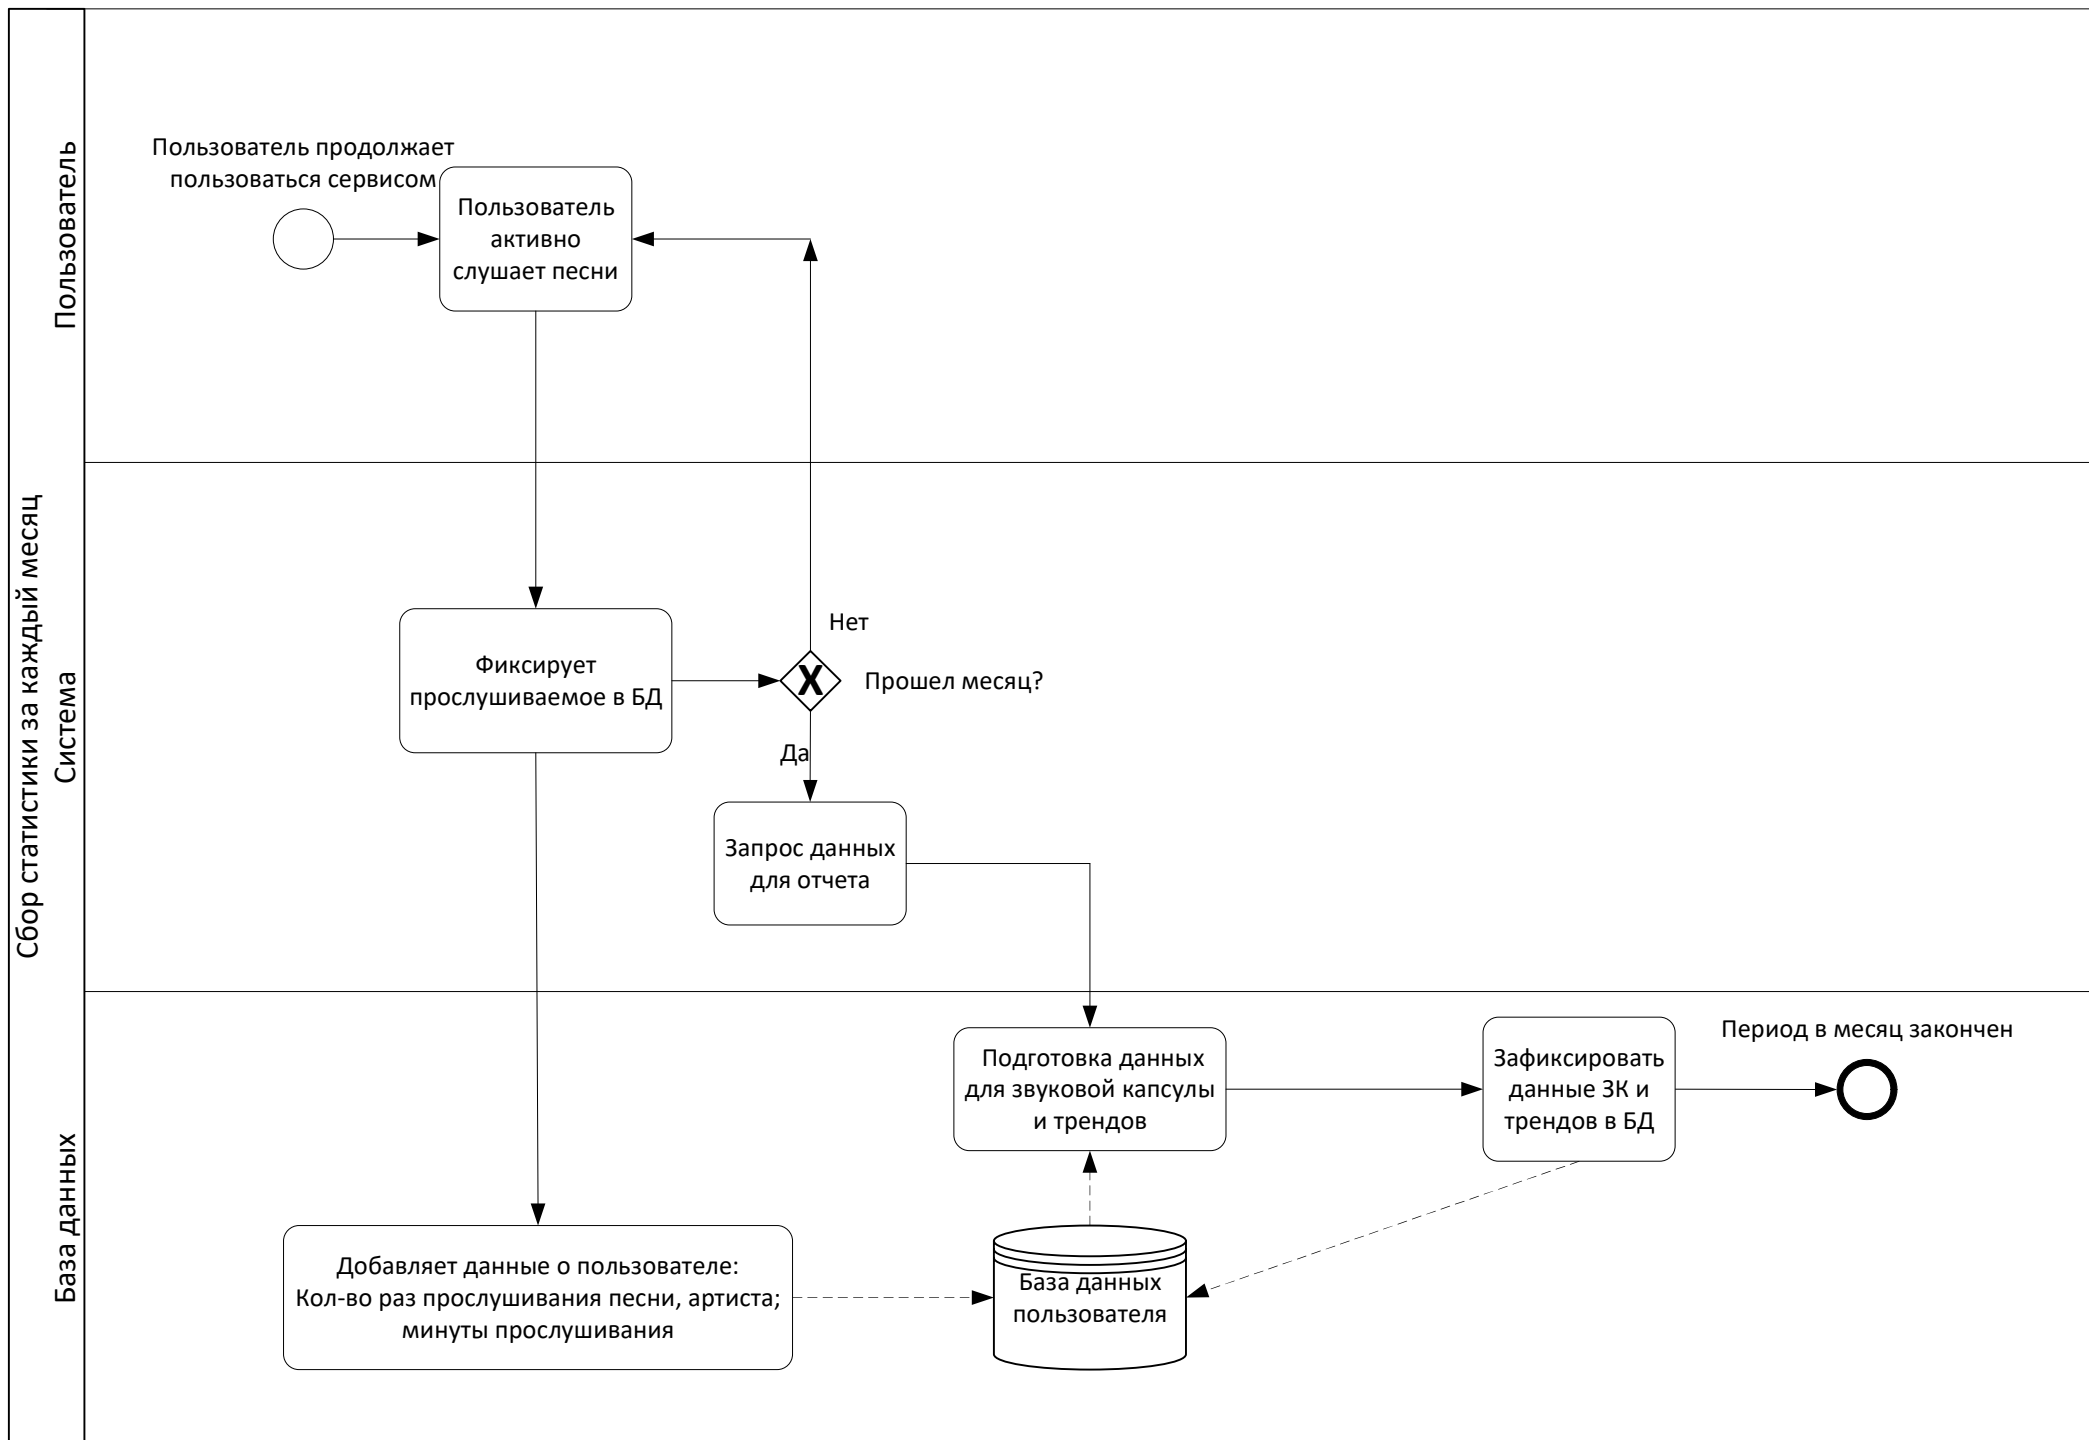 Сбор статистики за каждый месяц
Пользователь
Пользователь продолжает
пользоваться сервисом
Пользователь
активно
слушает песни
Система
Фиксирует
прослушиваемое в БД
Нет
Прошел месяц?
Да
Запрос данных
для отчета
База данных
Подготовка данных
для звуковой капсулы
и трендов
Зафиксировать
данные ЗК и
трендов в БД
Период в месяц закончен
Добавляет данные о пользователе:
Кол-во раз прослушивания песни, артиста;
минуты прослушивания
База данных
пользователя